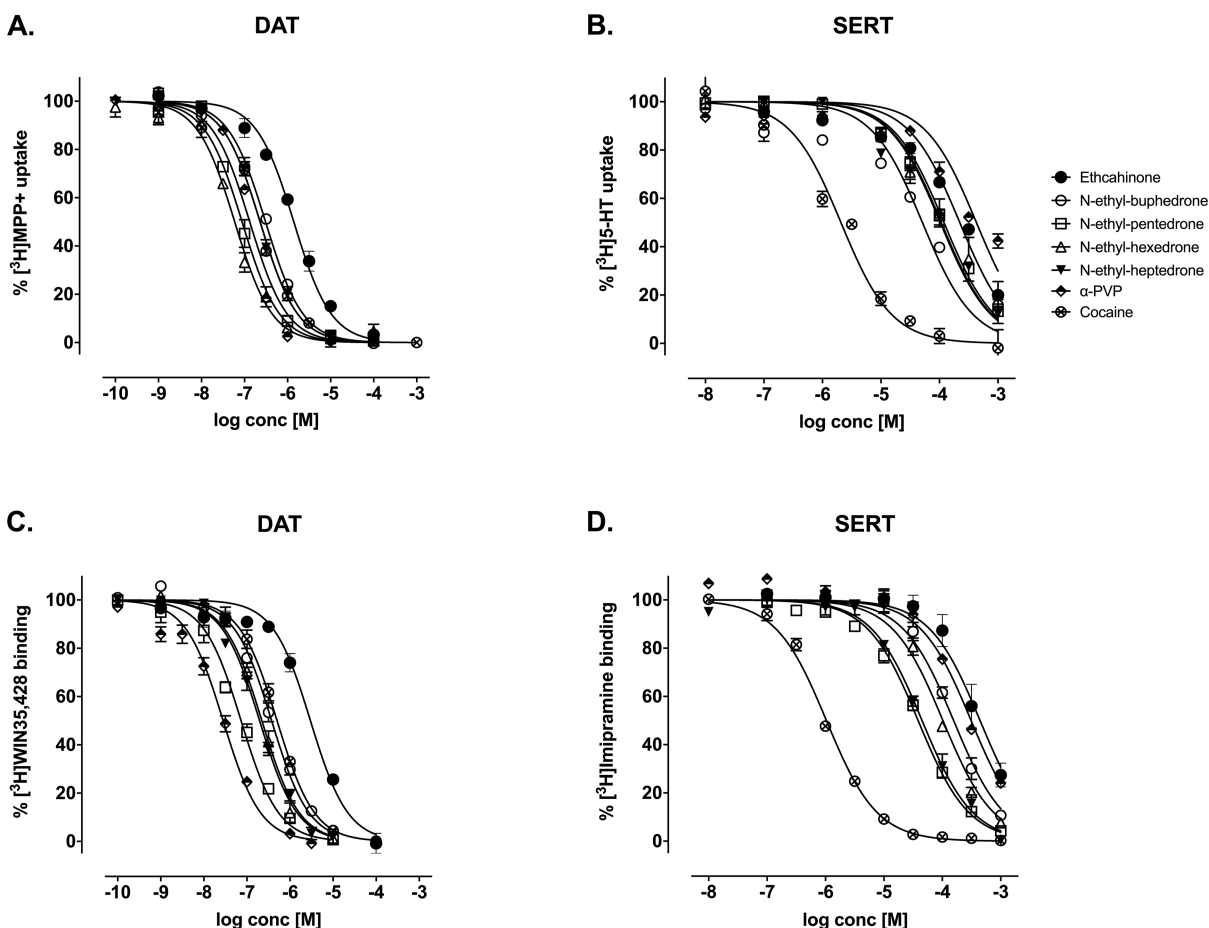 A.
DAT
% [³H]MPP+ uptake
100
80
60
40
20
0
-10 -9 -8 -7 -6 -5 -4 -3
log conc [M]
B.
SERT
% [³H]5-HT uptake
100
80
60
40
20
0
-8 -7 -6 -5 -4 -3
log conc [M]
Ethcahinone
N-ethyl-buphedrone
N-ethyl-pentedrone
N-ethyl-hexedrone
N-ethyl-heptedrone
α-PVP
Cocaine
C.
DAT
% [³H]WIN35,428 binding
100
80
60
40
20
0
-10 -9 -8 -7 -6 -5 -4 -3
log conc [M]
D.
SERT
% [³H]Imipramine binding
100
80
60
40
20
0
-8 -7 -6 -5 -4 -3
log conc [M]